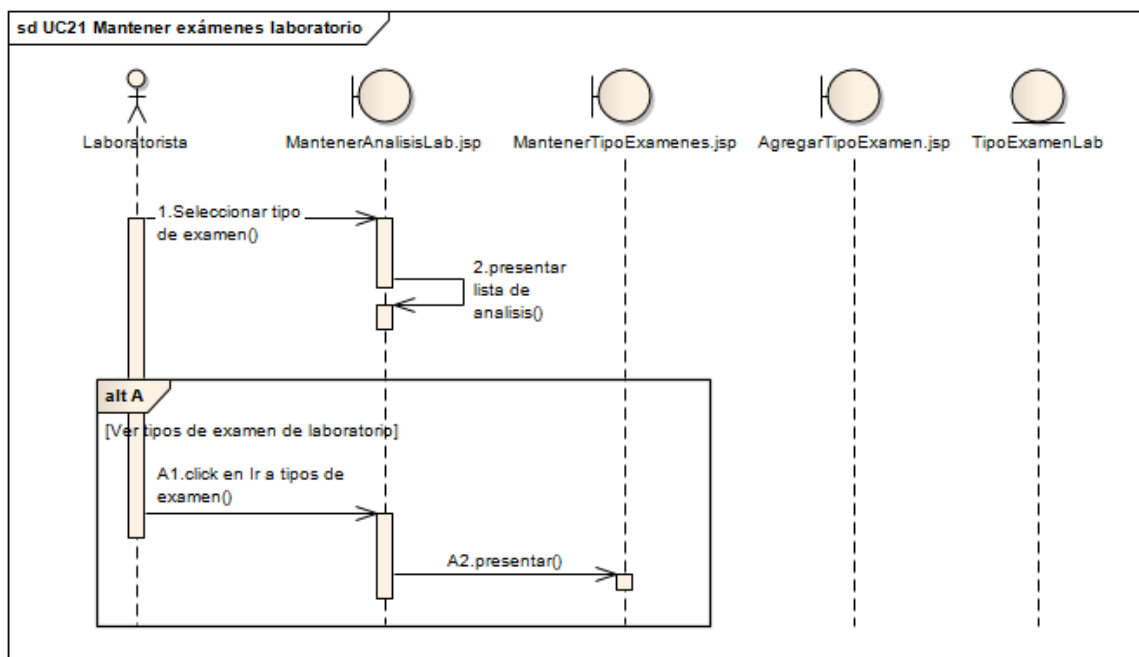 sd UC21 Mantener exámenes laboratorio
Laboratorista
MantenerAnalisisLab.jsp
MantenerTipoExamenes.jsp
AgregarTipoExamen.jsp
TipoExamenLab
1.Seleccionar tipo
de examen()
2.presentar
lista de
analisis()
alt A
[Ver tipos de examen de laboratorio]
A1.click en Ir a tipos de
examen()
A2.presentar()